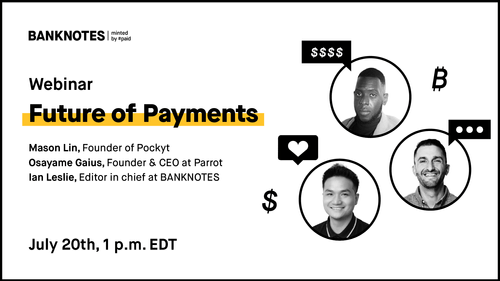 BANKNOTES
minted
by #paid
Webinar
Future of Payments
Mason Lin, Founder of Pockyt
Osayame Gaius, Founder & CEO at Parrot
Ian Leslie, Editor in chief at BANKNOTES
July 20th, 1 p.m. EDT
$$$$
₿
$